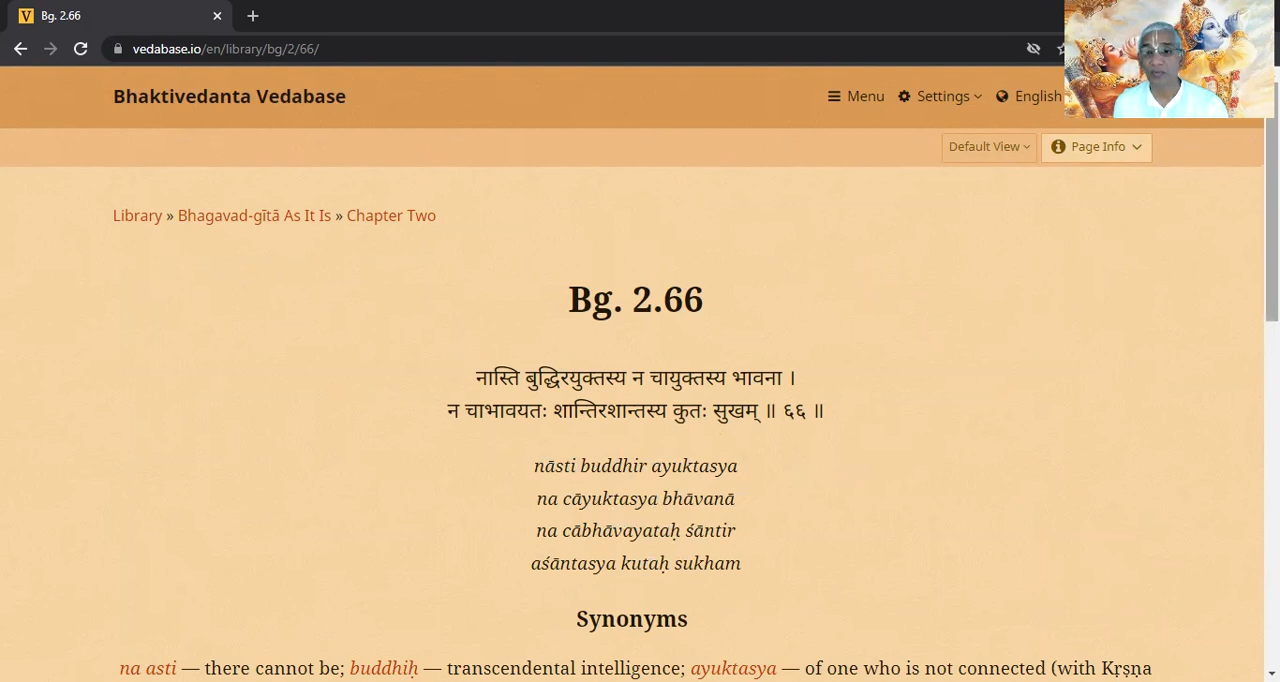 Bg. 2.66
vedabase.io/en/library/bg/2/66/
Bhaktivedanta Vedabase
Menu Settings English
Default View Page Info
Library » Bhagavad-gītā As It Is » Chapter Two
Bg. 2.66
नास्ति बुद्धिरयुक्तस्य न चायुक्तस्य भावना ।
न चाभावयतः शान्तिरशान्तस्य कुतः सुखम् ॥ ६६ ॥
nāsti buddhir ayuktasya
na cāyuktasya bhāvanā
na cābhāvayataḥ śāntir
aśāntasya kutaḥ sukham
Synonyms
na asti — there cannot be; buddhiḥ — transcendental intelligence; ayuktasya — of one who is not connected (with Kṛṣṇa